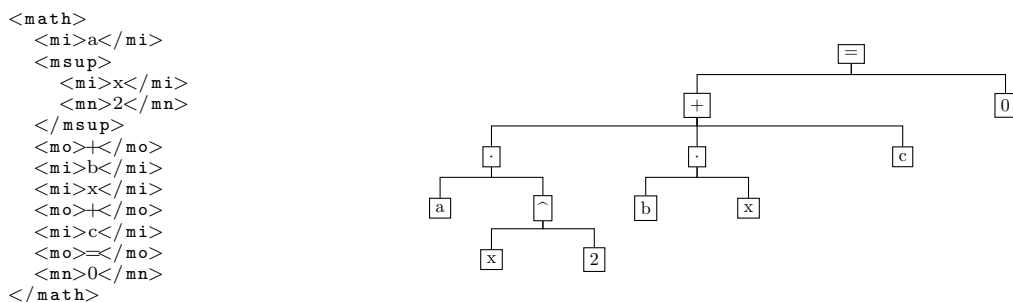 <math>
<mi>a</mi>
<msup>
<mi>x</mi>
<mn>2</mn>
</msup>
<mo>+</mo>
<mi>b</mi>
<mi>x</mi>
<mo>+</mo>
<mi>c</mi>
<mo>=</mo>
<mn>0</mn>
</math>
=
+ 0
· · c
a ^ b x
x 2